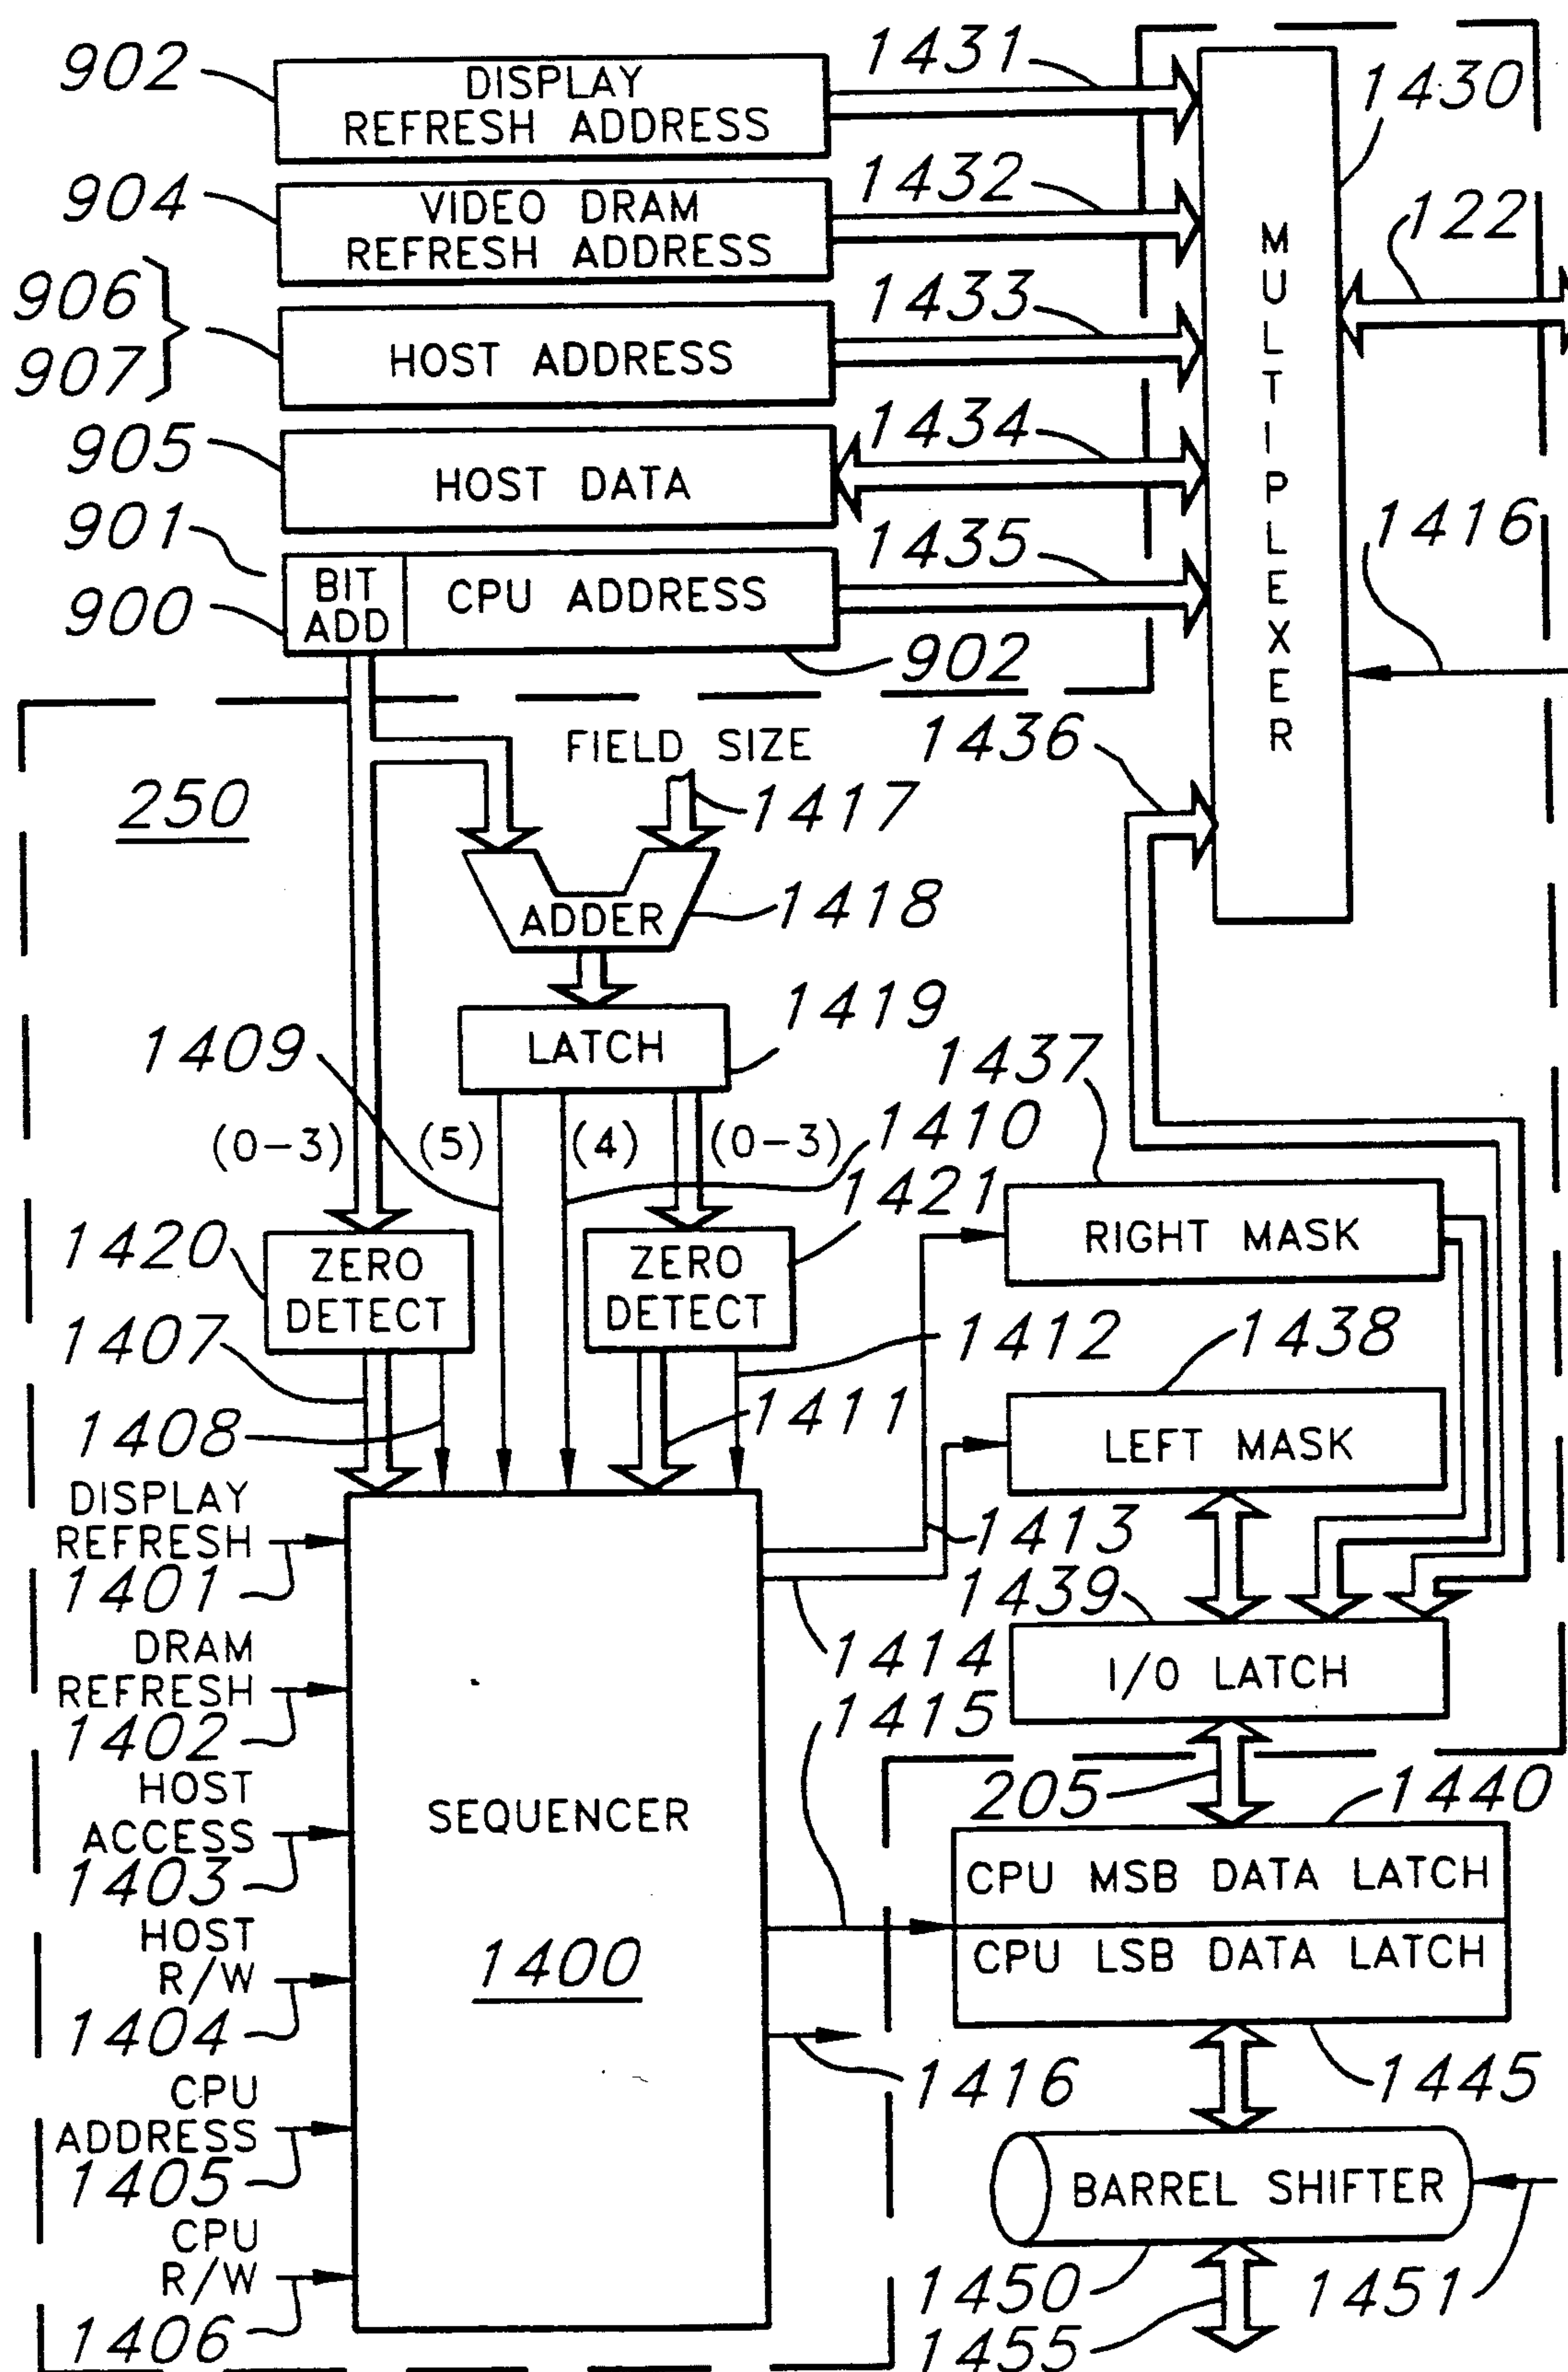 902
DISPLAY
REFRESH ADDRESS
1431
1430
904
VIDEO DRAM
REFRESH ADDRESS
1432
122
906
907
HOST ADDRESS
1433
905
HOST DATA
1434
901
900
BIT
ADD
CPU ADDRESS
1435
902
MULTIPLEXER
1416
250
FIELD SIZE
1417
1436
ADDER
1418
LATCH
1419
1409
(0-3)
(5)
(4)
(0-3)
1410
1437
RIGHT MASK
1420
ZERO
DETECT
ZERO
DETECT
1421
1407
1408
1412
1411
1438
LEFT MASK
DISPLAY
REFRESH
1401
DRAM
REFRESH
1402
HOST
ACCESS
1403
HOST
R/W
1404
CPU
ADDRESS
1405
CPU
R/W
1406
SEQUENCER
1400
1413
1414
1415
1416
1439
I/O LATCH
205
1440
CPU MSB DATA LATCH
CPU LSB DATA LATCH
1445
BARREL SHIFTER
1450
1451
1455